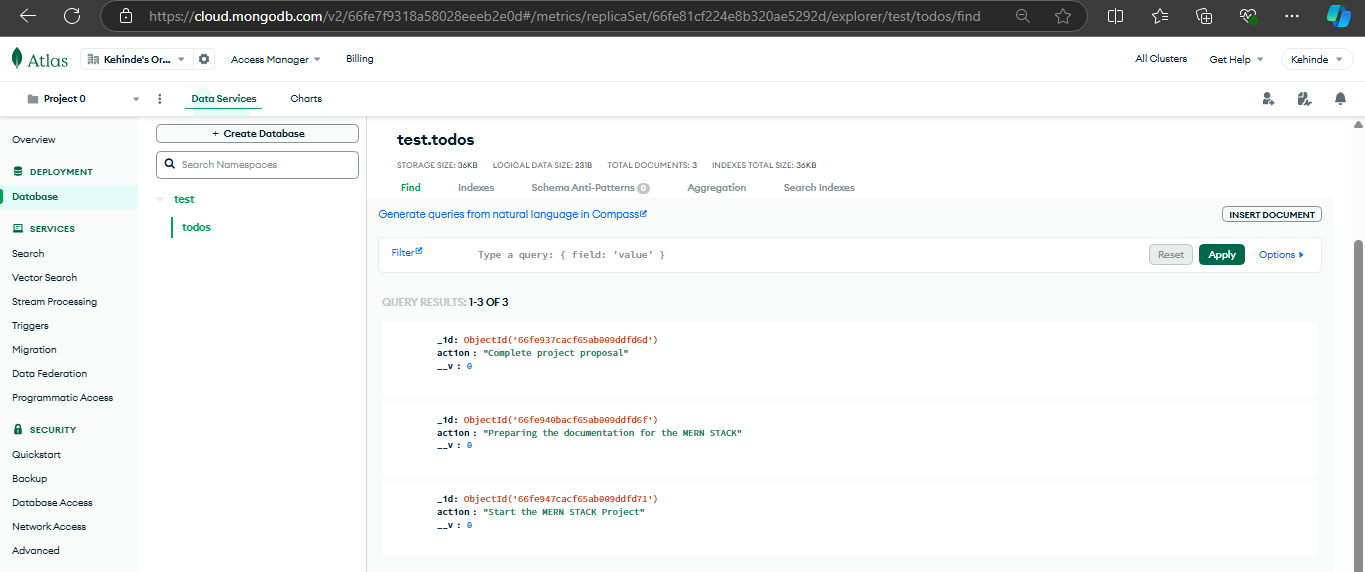 https://cloud.mongodb.com/v2/66fe7f9318a58028eeeb2e0d#/metrics/replicaSet/66fe81cf224e8b320ae5292d/explorer/test/todos/find
Atlas Kehinde's Or... Access Manager Billing All Clusters Get Help Kehinde
Project 0 Data Services Charts
Overview
DEPLOYMENT
Database
SERVICES
Search
Vector Search
Stream Processing
Triggers
Migration
Data Federation
Programmatic Access
SECURITY
Quickstart
Backup
Database Access
Network Access
Advanced
+ Create Database
Search Namespaces
test
todos
test.todos
STORAGE SIZE: 36KB LOGICAL DATA SIZE: 231B TOTAL DOCUMENTS: 3 INDEXES TOTAL SIZE: 36KB
Find Indexes Schema Anti-Patterns 0 Aggregation Search Indexes
Generate queries from natural language in Compass
INSERT DOCUMENT
Filter Type a query: { field: 'value' } Reset Apply Options
QUERY RESULTS: 1-3 OF 3
_id: ObjectId('66fe937cacf65ab009ddfd6d')
action : "Complete project proposal"
__v : 0
_id: ObjectId('66fe940bacf65ab009ddfd6f')
action : "Preparing the documentation for the MERN STACK"
__v : 0
_id: ObjectId('66fe947cacf65ab009ddfd71')
action : "Start the MERN STACK Project"
__v : 0